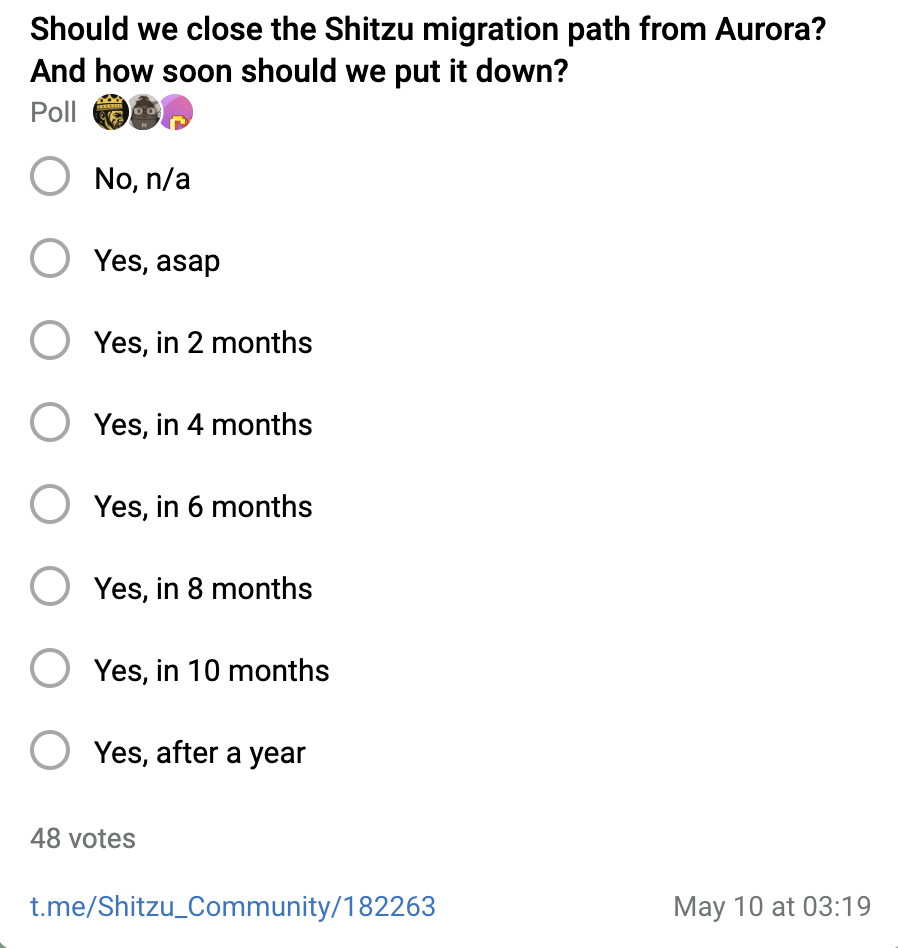 Should we close the Shitzu migration path from Aurora?
And how soon should we put it down?
Poll
No, n/a
Yes, asap
Yes, in 2 months
Yes, in 4 months
Yes, in 6 months
Yes, in 8 months
Yes, in 10 months
Yes, after a year
48 votes
t.me/Shitzu_Community/182263 May 10 at 03:19